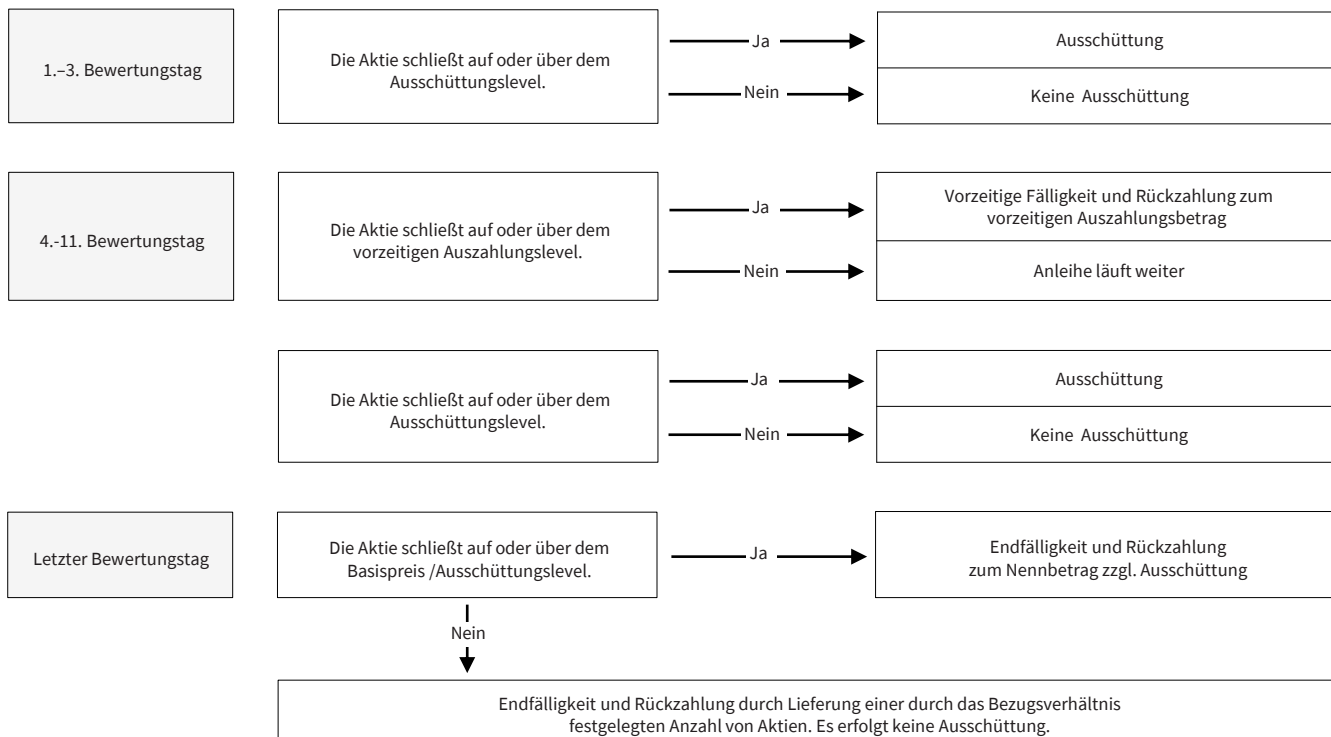 1.–3. Bewertungstag
Die Aktie schließt auf oder über dem
Ausschüttungslevel.
Ja
Ausschüttung
Nein
Keine Ausschüttung
4.-11. Bewertungstag
Die Aktie schließt auf oder über dem
vorzeitigen Auszahlungslevel.
Ja
Vorzeitige Fälligkeit und Rückzahlung zum
vorzeitigen Auszahlungsbetrag
Nein
Anleihe läuft weiter
Die Aktie schließt auf oder über dem
Ausschüttungslevel.
Ja
Ausschüttung
Nein
Keine Ausschüttung
Letzter Bewertungstag
Die Aktie schließt auf oder über dem
Basispreis /Ausschüttungslevel.
Ja
Endfälligkeit und Rückzahlung
zum Nennbetrag zzgl. Ausschüttung
Nein
Endfälligkeit und Rückzahlung durch Lieferung einer durch das Bezugsverhältnis
festgelegten Anzahl von Aktien. Es erfolgt keine Ausschüttung.